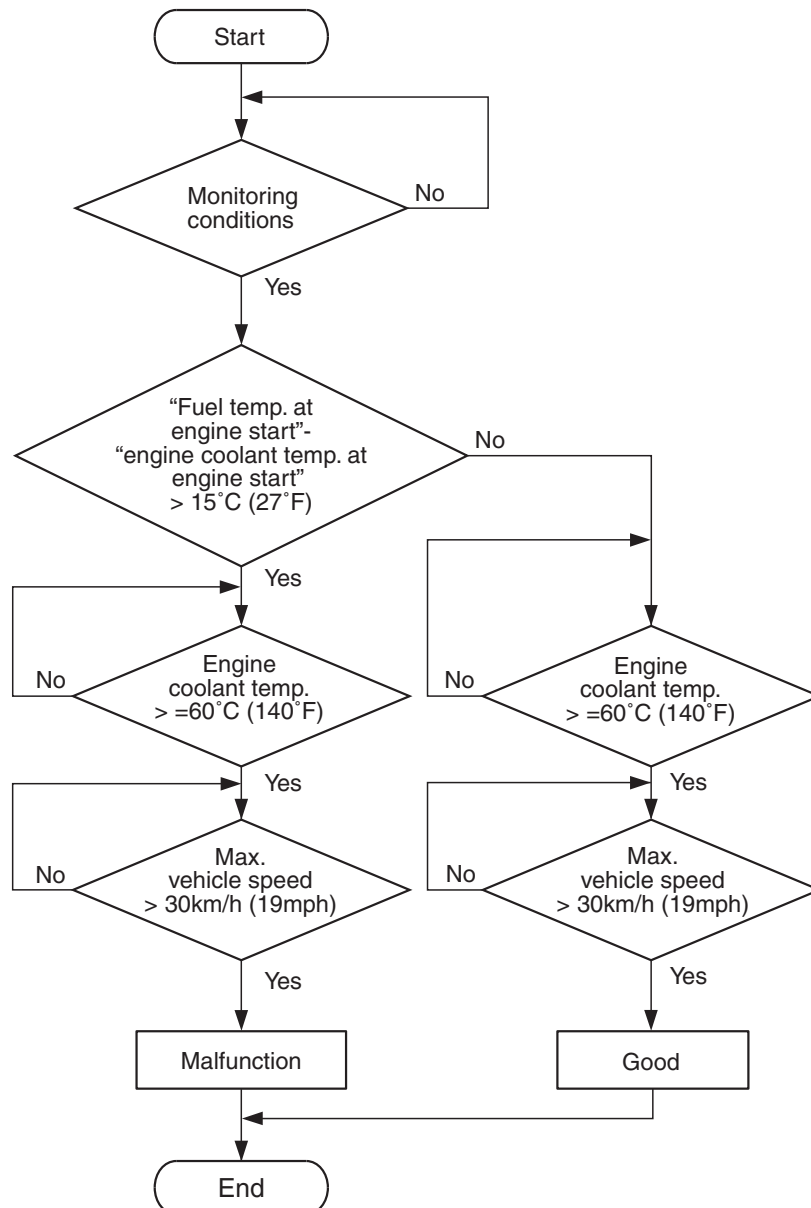 Start
Monitoring
conditions
No
Yes
“Fuel temp. at
engine start”-
“engine coolant temp. at
engine start”
> 15˚C (27˚F)
No
Yes
Engine
coolant temp.
> =60˚C (140˚F)
No
Yes
Max.
vehicle speed
> 30km/h (19mph)
No
Yes
Malfunction
Engine
coolant temp.
> =60˚C (140˚F)
No
Yes
Max.
vehicle speed
> 30km/h (19mph)
No
Yes
Good
End